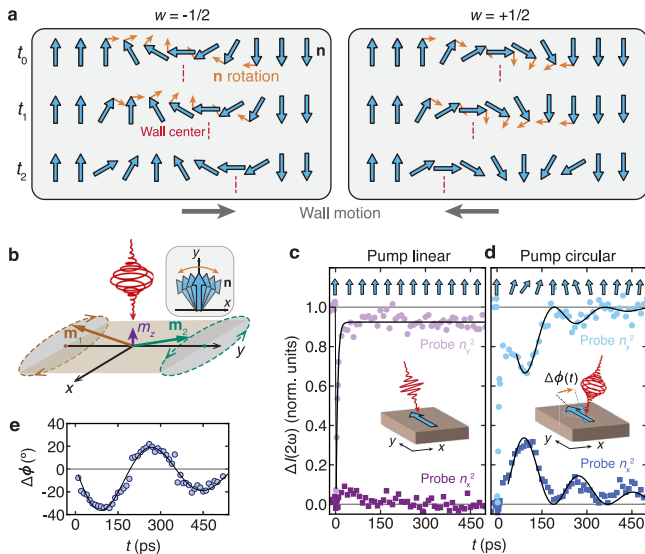 a
w = -1/2
w = +1/2
t0
n
n rotation
t1
Wall center
t2
Wall motion
b
y
n
x
m1
mz
m2
y
x
c
Pump linear
d
Pump circular
ΔI(2ω) (norm. units)
1.0
0.8
0.6
0.4
0.2
0.0
Probe ny²
Probe ny²
Δϕ(t)
y
x
y
x
Probe nx²
Probe nx²
0
150
300
450
0
150
300
450
t (ps)
t (ps)
e
Δϕ (°)
40
20
0
-20
-40
0
150
300
450
t (ps)